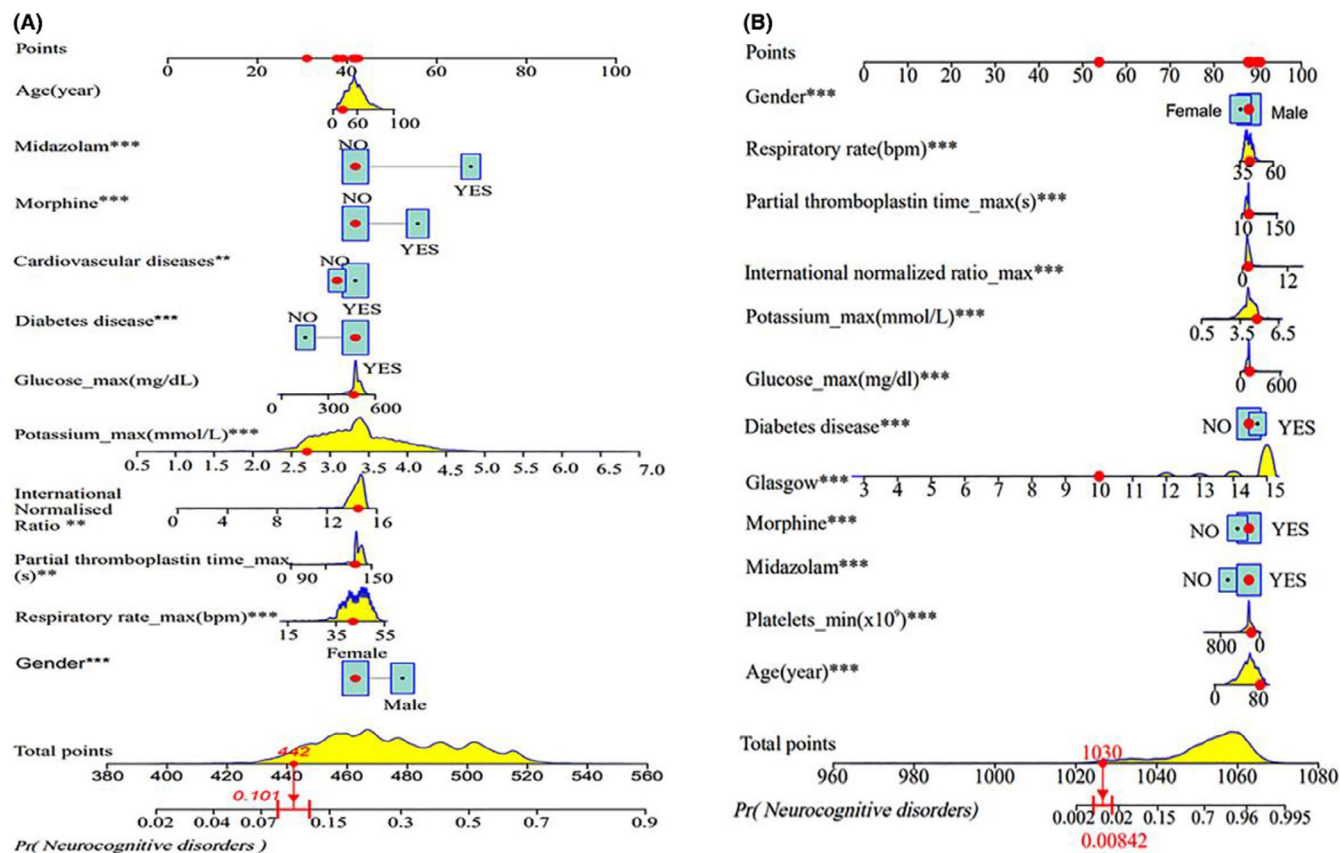 (A)
Points
0 20 40 60 80 100
Age(year)
0 60 100
Midazolam***
NO
YES
Morphine***
NO
YES
Cardiovascular diseases**
NO
YES
Diabetes disease***
NO
YES
Glucose_max(mg/dL)
0 300 600
Potassium_max(mmol/L)***
0.5 1.0 1.5 2.0 2.5 3.0 3.5 4.0 4.5 5.0 5.5 6.0 7.0
International
Normalised
Ratio **
0 4 8 12 16
Partial thromboplastin time_max
(s)**
0 90 150
Respiratory rate_max(bpm)***
15 35 55
Gender***
Female
Male
Total points
442
380 400 420 440 460 480 500 520 540 560
0.101
0.02 0.04 0.07 0.15 0.3 0.5 0.7 0.9
Pr( Neurocognitive disorders )
(B)
Points
0 10 20 30 40 50 60 70 80 90 100
Gender***
Female Male
Respiratory rate(bpm)***
35 60
Partial thromboplastin time_max(s)***
10 150
International normalized ratio_max***
0 12
Potassium_max(mmol/L)***
0.5 3.5 6.5
Glucose_max(mg/dl)***
0 600
Diabetes disease***
NO YES
Glasgow***
3 4 5 6 7 8 9 10 11 12 13 14 15
Morphine***
NO YES
Midazolam***
NO YES
Platelets_min(x10⁹)***
800 0
Age(year)***
0 80
Total points
1030
960 980 1000 1020 1040 1060 1080
Pr( Neurocognitive disorders)
0.002 0.02 0.15 0.7 0.96 0.995
0.00842